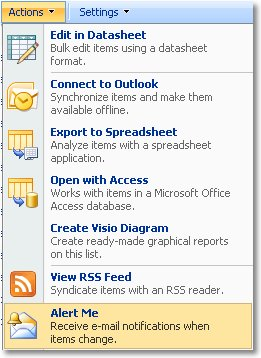 Actions Settings
Edit in Datasheet
Bulk edit items using a datasheet
format.
Connect to Outlook
Synchronize items and make them
available offline.
Export to Spreadsheet
Analyze items with a spreadsheet
application.
Open with Access
Works with items in a Microsoft Office
Access database.
Create Visio Diagram
Create ready-made graphical reports
on this list.
View RSS Feed
Syndicate items with an RSS reader.
Alert Me
Receive e-mail notifications when
items change.